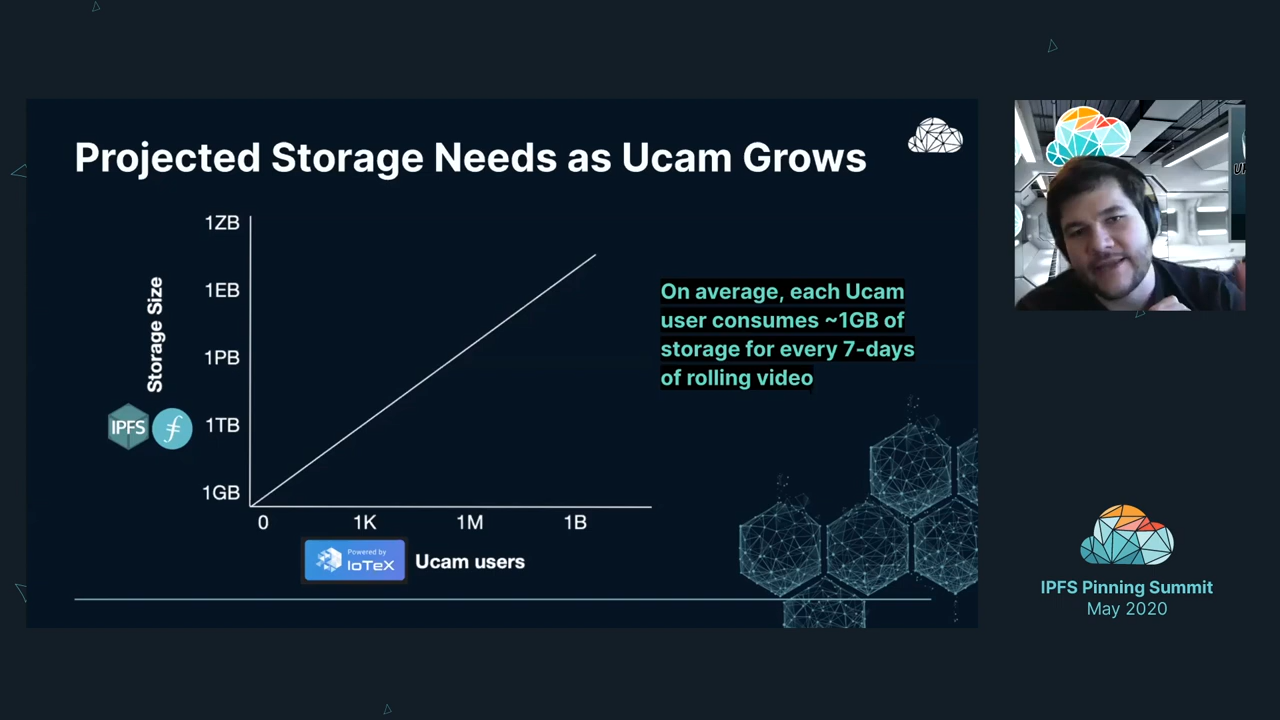 Projected Storage Needs as Ucam Grows
Storage Size
1ZB
1EB
1PB
1TB
1GB
IPFS
0
1K
1M
1B
Powered by
IoTeX
Ucam users
On average, each Ucam
user consumes ~1GB of
storage for every 7-days
of rolling video
IPFS Pinning Summit
May 2020